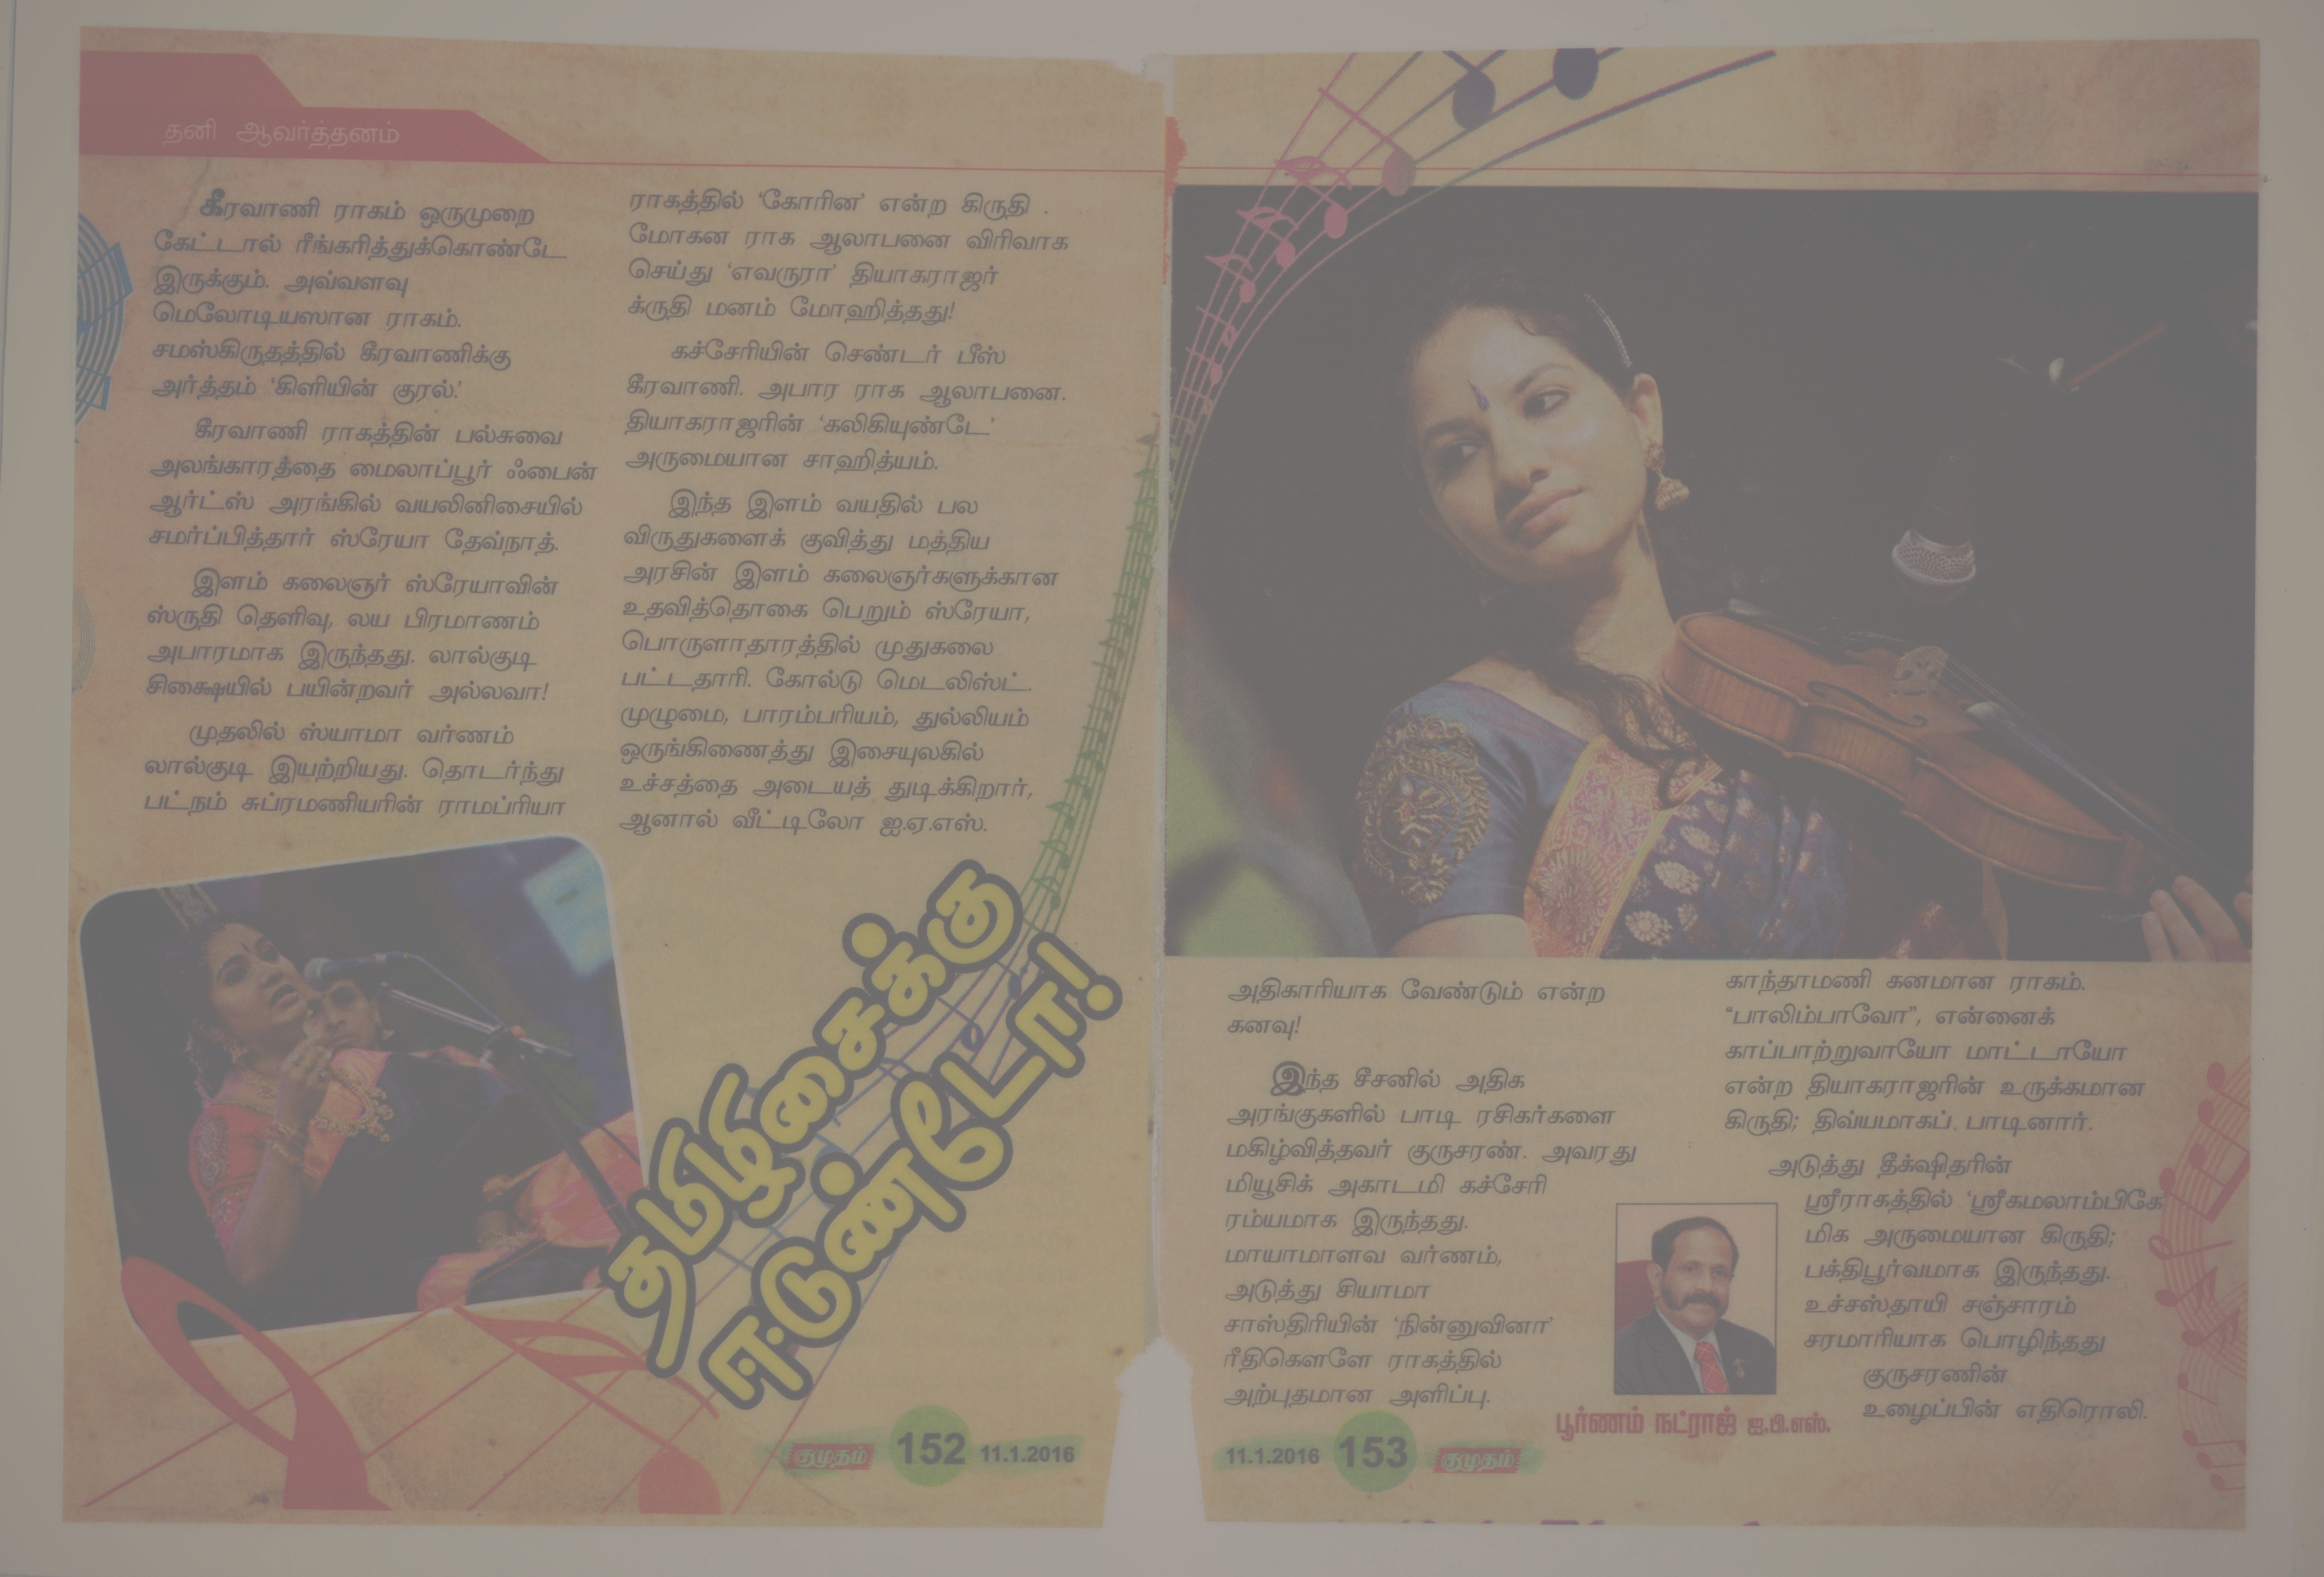 தனி ஆவர்த்தனம்
கீரவாணி ராகம் ஒருமுறை
கேட்டால் ரீங்கரித்துக்கொண்டே
இருக்கும். அவ்வளவு
மெலோடியஸான ராகம்.
சமஸ்கிருதத்தில் கீரவாணிக்கு
அர்த்தம் ‘கிளியின் குரல்.’
கீரவாணி ராகத்தின் பல்சுவை
அலங்காரத்தை மைலாப்பூர் ஃபைன்
ஆர்ட்ஸ் அரங்கில் வயலினிசையில்
சமர்ப்பித்தார் ஸ்ரேயா தேவ்நாத்.
இளம் கலைஞர் ஸ்ரேயாவின்
ஸ்ருதி தெளிவு, லய பிரமாணம்
அபாரமாக இருந்தது. லால்குடி
சிக்ஷையில் பயின்றவர் அல்லவா!
முதலில் ஸ்யாமா வர்ணம்
லால்குடி இயற்றியது. தொடர்ந்து
பட்நம் சுப்ரமணியரின் ராமப்ரியா
ராகத்தில் ‘கோரின’ என்ற கிருதி .
மோகன ராக ஆலாபனை விரிவாக
செய்து ‘எவருரா’ தியாகராஜர்
க்ருதி மனம் மோஹித்தது!
கச்சேரியின் செண்டர் பீஸ்
கீரவாணி. அபார ராக ஆலாபனை.
தியாகராஜரின் ‘கலிகியுண்டே’
அருமையான சாஹித்யம்.
இந்த இளம் வயதில் பல
விருதுகளைக் குவித்து மத்திய
அரசின் இளம் கலைஞர்களுக்கான
உதவித்தொகை பெறும் ஸ்ரேயா,
பொருளாதாரத்தில் முதுகலை
பட்டதாரி. கோல்டு மெடலிஸ்ட்.
முழுமை, பாரம்பரியம், துல்லியம்
ஒருங்கிணைத்து இசையுலகில்
உச்சத்தை அடையத் துடிக்கிறார்,
ஆனால் வீட்டிலோ ஐ.ஏ.எஸ்.
தமிழிசைக்கு
ஈடுண்டோ!
குமுதம் 152 11.1.2016
அதிகாரியாக வேண்டும் என்ற
கனவு!
இந்த சீசனில் அதிக
அரங்குகளில் பாடி ரசிகர்களை
மகிழ்வித்தவர் குருசரண். அவரது
மியூசிக் அகாடமி கச்சேரி
ரம்யமாக இருந்தது.
மாயாமாளவ வர்ணம்,
அடுத்து சியாமா
சாஸ்திரியின் ‘நின்னுவினா’
ரீதிகௌளே ராகத்தில்
அற்புதமான அளிப்பு.
காந்தாமணி கனமான ராகம்.
“பாலிம்பாவோ”, என்னைக்
காப்பாற்றுவாயோ மாட்டாயோ
என்ற தியாகராஜரின் உருக்கமான
கிருதி; திவ்யமாகப் பாடினார்.
அடுத்து தீக்ஷிதரின்
ஸ்ரீராகத்தில் ‘ஸ்ரீகமலாம்பிகே
மிக அருமையான கிருதி;
பக்திபூர்வமாக இருந்தது.
உச்சஸ்தாயி சஞ்சாரம்
சரமாரியாக பொழிந்தது
குருசரணின்
உழைப்பின் எதிரொலி.
பூர்ணம் நட்ராஜ் ஐ.பி.எஸ்.
11.1.2016 153 குமுதம்